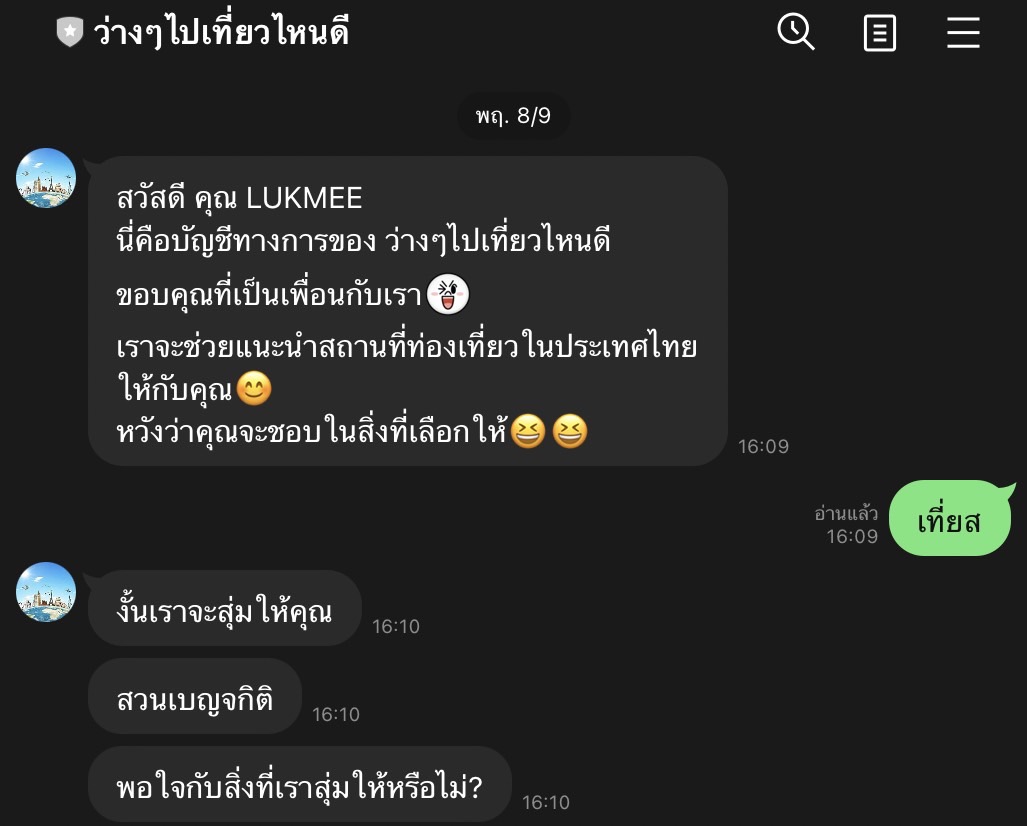 ว่างๆไปเที่ยวไหนดี
พฤ. 8/9
สวัสดี คุณ LUKMEE
นี่คือบัญชีทางการของ ว่างๆไปเที่ยวไหนดี
ขอบคุณที่เป็นเพื่อนกับเรา
เราจะช่วยแนะนำสถานที่ท่องเที่ยวในประเทศไทย
ให้กับคุณ😊
หวังว่าคุณจะชอบในสิ่งที่เลือกให้😆😆
16:09
เที่ยส
อ่านแล้ว
16:09
งั้นเราจะสุ่มให้คุณ
16:10
สวนเบญจกิติ
16:10
พอใจกับสิ่งที่เราสุ่มให้หรือไม่?
16:10